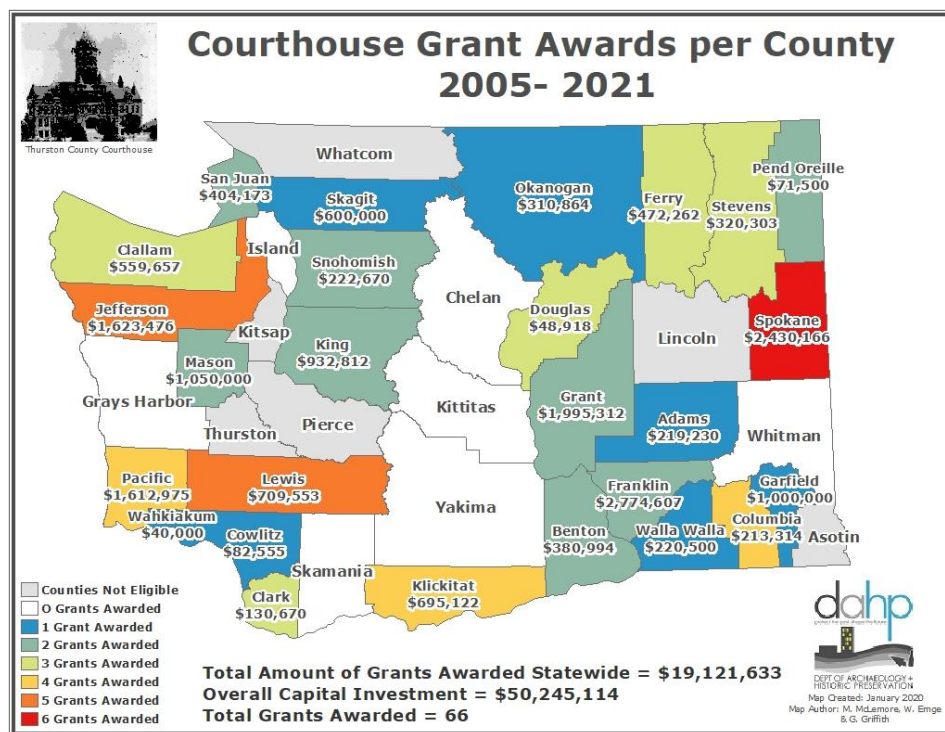 Courthouse Grant Awards per County
2005- 2021
Thurston County Courthouse
Whatcom
San Juan
$404,173
Skagit
$600,000
Okanogan
$310,864
Ferry
$472,262
Stevens
$320,303
Pend Oreille
$71,500
Clallam
$559,657
Island
Snohomish
$222,670
Chelan
Jefferson
$1,623,476
Kitsap
King
$932,812
Douglas
$48,918
Lincoln
Spokane
$2,430,166
Mason
$1,050,000
Grays Harbor
Thurston
Pierce
Kittitas
Grant
$1,995,312
Adams
$219,230
Whitman
Pacific
$1,612,975
Lewis
$709,553
Yakima
Franklin
$2,774,607
Garfield
$1,000,000
Wahkiakum
$40,000
Cowlitz
$82,555
Benton
$380,994
Walla Walla
$220,500
Columbia
$213,314
Asotin
Skamania
Clark
$130,670
Klickitat
$695,122
Counties Not Eligible
0 Grants Awarded
1 Grant Awarded
2 Grants Awarded
3 Grants Awarded
4 Grants Awarded
5 Grants Awarded
6 Grants Awarded
Total Amount of Grants Awarded Statewide = $19,121,633
Overall Capital Investment = $50,245,114
Total Grants Awarded = 66
dahp
DEPT OF ARCHAEOLOGY +
HISTORIC PRESERVATION
Map Created: January 2020
Map Author: M. McLemore, W. Emge
& G. Griffith